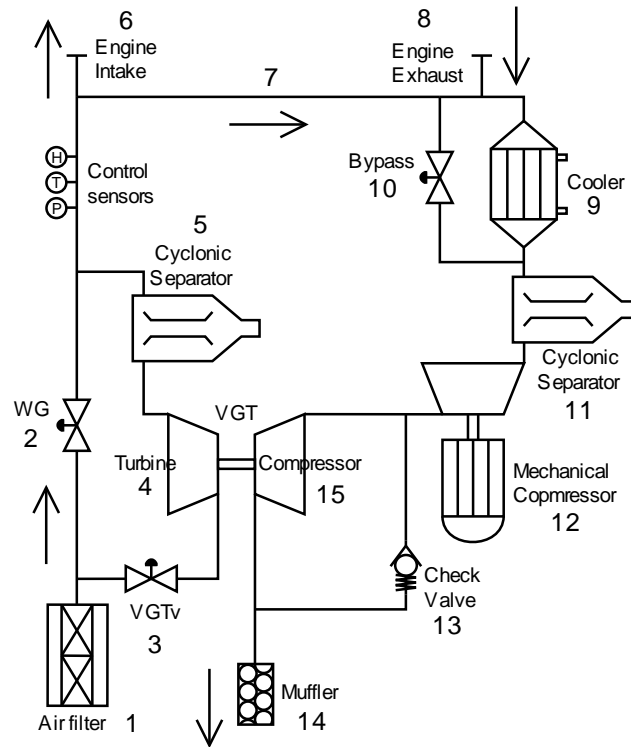 6
Engine
Intake
8
Engine
Exhaust
7
H
T
P
Control
sensors
Bypass
10
Cooler
9
5
Cyclonic
Separator
Cyclonic
Separator
11
WG
2
VGT
Turbine
4
Compressor
15
Mechanical
Copmressor
12
VGTv
3
Check
Valve
13
Air filter 1
Muffler
14